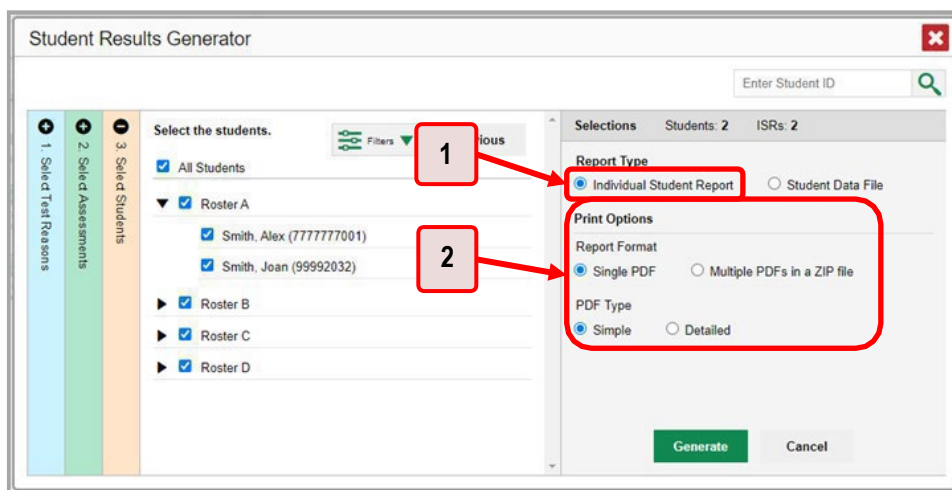 Student Results Generator
Enter Student ID
1. Select Test Reasons
2. Select Assessments
3. Select Students
Select the students.
Filters
ious
All Students
Roster A
Smith, Alex (7777777001)
Smith, Joan (99992032)
Roster B
Roster C
Roster D
1
2
Selections Students: 2 ISRs: 2
Report Type
Individual Student Report Student Data File
Print Options
Report Format
Single PDF Multiple PDFs in a ZIP file
PDF Type
Simple Detailed
Generate Cancel